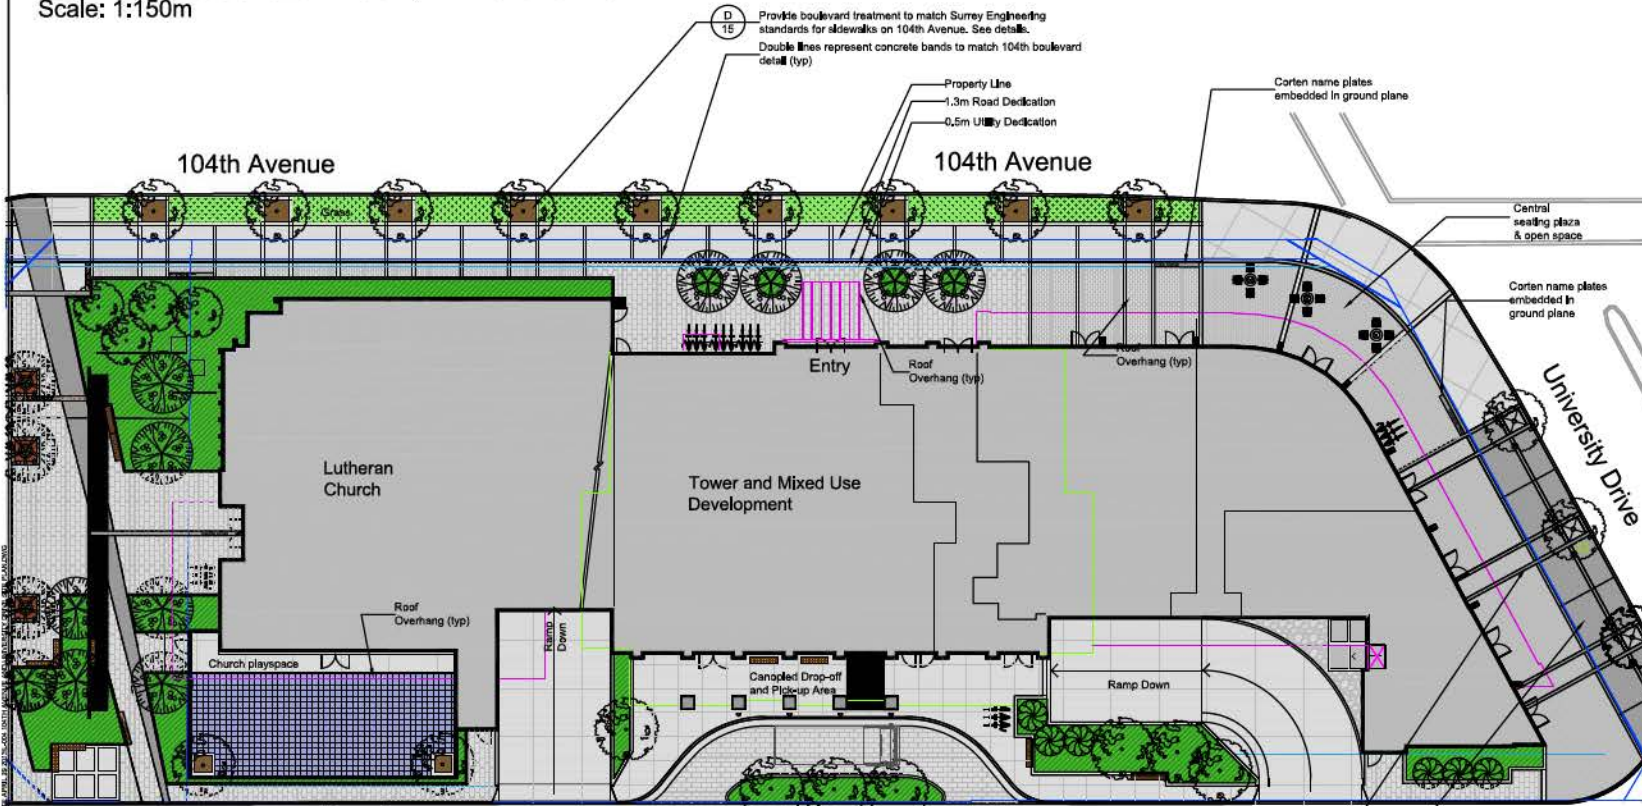 Scale: 1:150m
D
15
Provide boulevard treatment to match Surrey Engineering
standards for sidewalks on 104th Avenue. See details.
Double lines represent concrete bands to match 104th boulevard
detail (typ)
Property Line
1.3m Road Dedication
0.5m Utility Dedication
Corten name plates
embedded in ground plane
104th Avenue
104th Avenue
Central
seating plaza
& open space
Grass
Corten name plates
embedded in
ground plane
Entry
Roof
Overhang (typ)
Roof
Overhang (typ)
University Drive
Lutheran
Church
Tower and Mixed Use
Development
Roof
Overhang (typ)
Ramp
Down
Church playspace
Canopied Drop-off
and Pick-up Area
Ramp Down